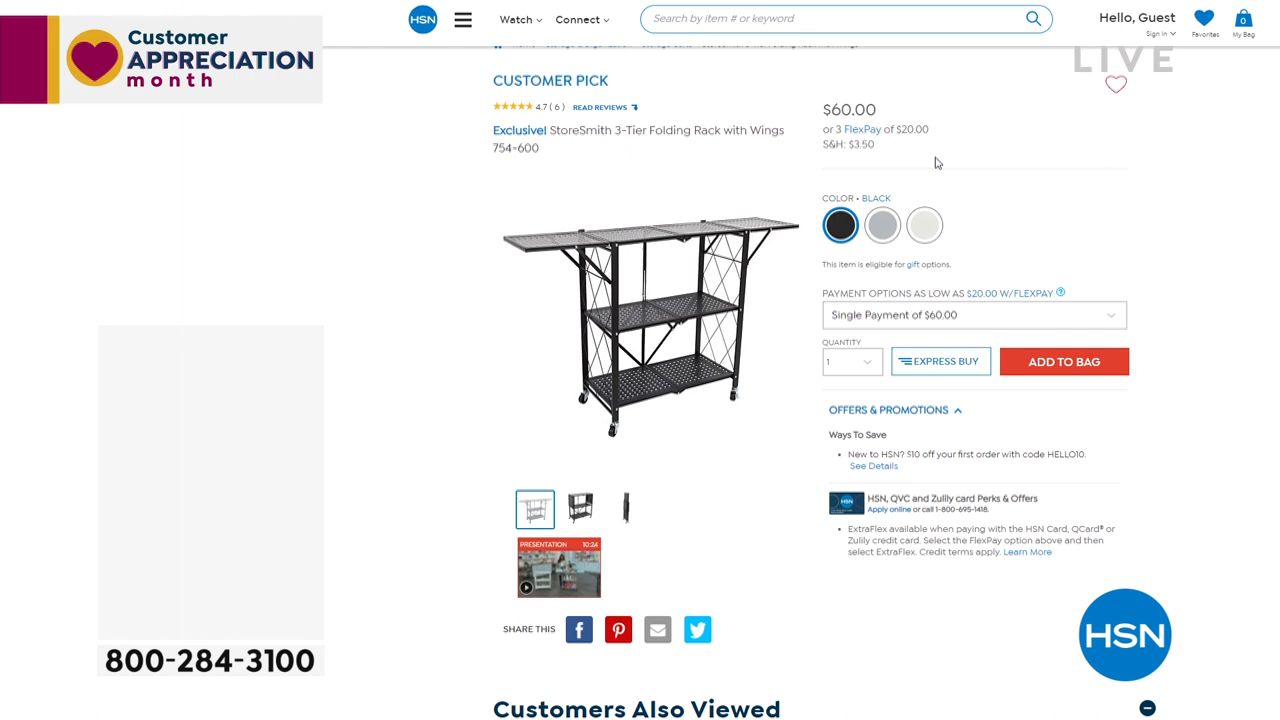 Customer
APPRECIATION
month
HSN
Watch
Connect
Search by item # or keyword
Hello, Guest
Sign In
Favorites
0
My Bag
LIVE
CUSTOMER PICK
4.7 ( 6 ) READ REVIEWS
Exclusive! StoreSmith 3-Tier Folding Rack with Wings
754-600
$60.00
or 3 FlexPay of $20.00
S&H: $3.50
COLOR • BLACK
This item is eligible for gift options.
PAYMENT OPTIONS AS LOW AS $20.00 W/FLEXPAY ?
Single Payment of $60.00
QUANTITY
1
EXPRESS BUY
ADD TO BAG
OFFERS & PROMOTIONS
Ways To Save
• New to HSN? $10 off your first order with code HELLO10.
See Details
HSN, QVC and Zulily card Perks & Offers
Apply online or call 1-800-695-1418.
• ExtraFlex available when paying with the HSN Card, QCard® or
Zulily credit card. Select the FlexPay option above and then
select ExtraFlex. Credit terms apply. Learn More
PRESENTATION 10:24
SHARE THIS
800-284-3100
HSN
Customers Also Viewed